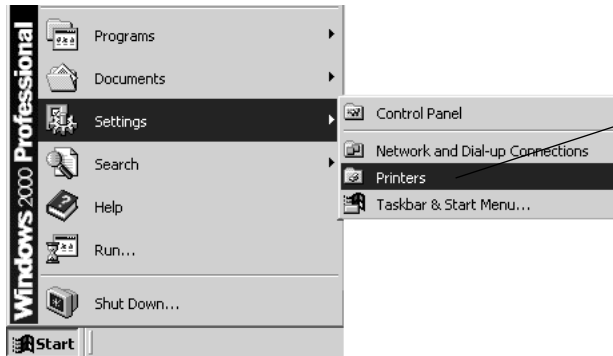 Windows 2000 Professional
Programs
Documents
Settings
Search
Help
Run...
Shut Down...
Start
Control Panel
Network and Dial-up Connections
Printers
Taskbar & Start Menu...